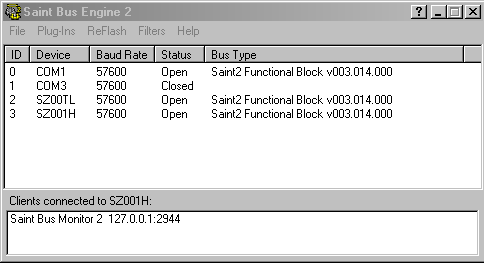 Saint Bus Engine 2
File Plug-Ins ReFlash Filters Help
ID Device Baud Rate Status Bus Type
0 COM1 57600 Open Saint2 Functional Block v003.014.000
1 COM3 57600 Closed
2 SZ00TL 57600 Open Saint2 Functional Block v003.014.000
3 SZ001H 57600 Open Saint2 Functional Block v003.014.000
Clients connected to SZ001H:
Saint Bus Monitor 2 127.0.0.1:2944